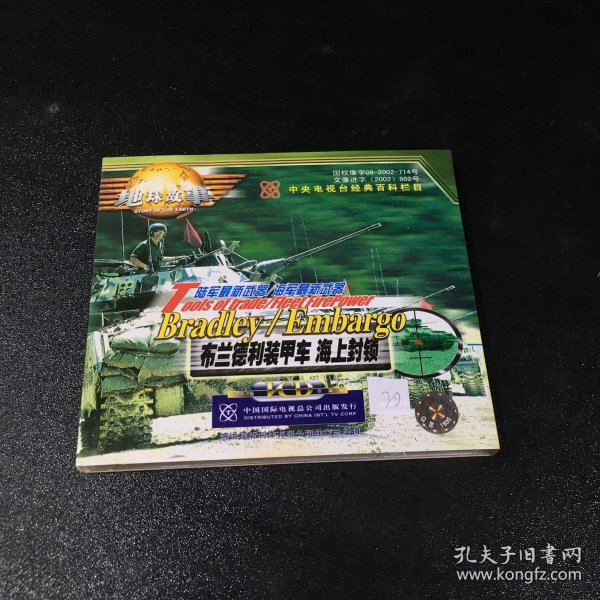 地球故事
STORY OF THE EARTH
国权像字08-2002-714号
文像进字（2002）502号
中央电视台经典百科栏目
陆军最新武器 海军最新武器
Tools of Trade/Fleet FirePower
Bradley/Embargo
布兰德利装甲车 海上封锁
VCD
中国国际电视总公司出版发行
DISTRIBUTED BY CHINA INT'L TV CORP
20
孔夫子旧书网
www.kongfz.com